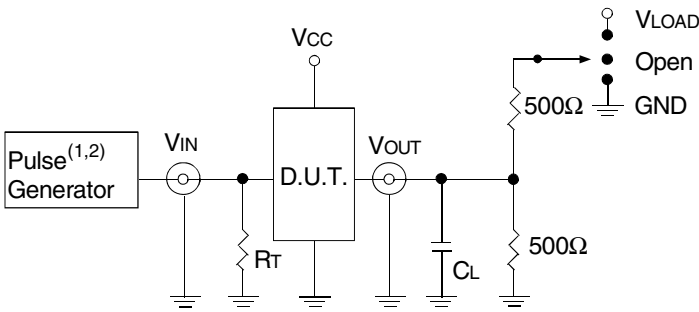 VLOAD
VCC
Open
500Ω
GND
VIN
VOUT
Pulse(1,2)
Generator
D.U.T.
RT
CL
500Ω